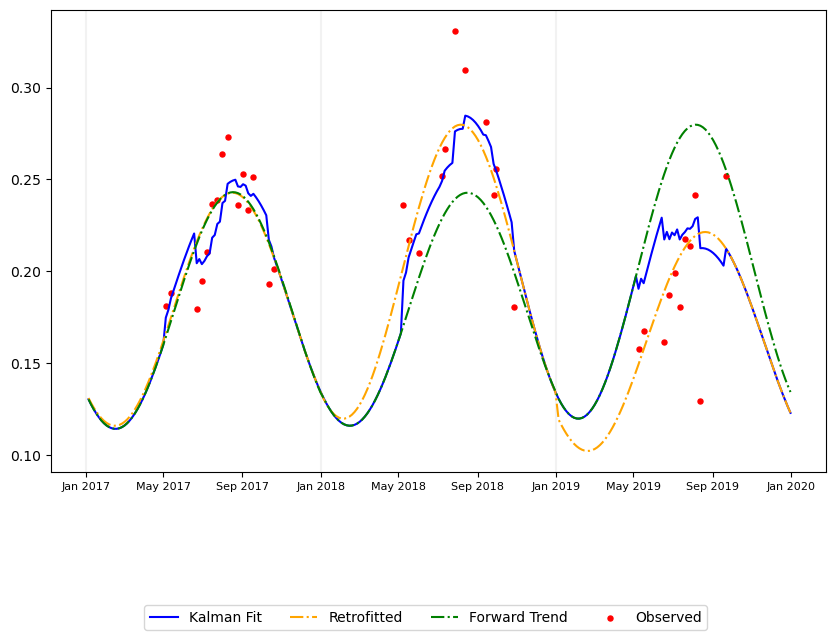 0.30
0.25
0.20
0.15
0.10
Jan 2017 May 2017 Sep 2017 Jan 2018 May 2018 Sep 2018 Jan 2019 May 2019 Sep 2019 Jan 2020
Kalman Fit Retrofitted Forward Trend Observed